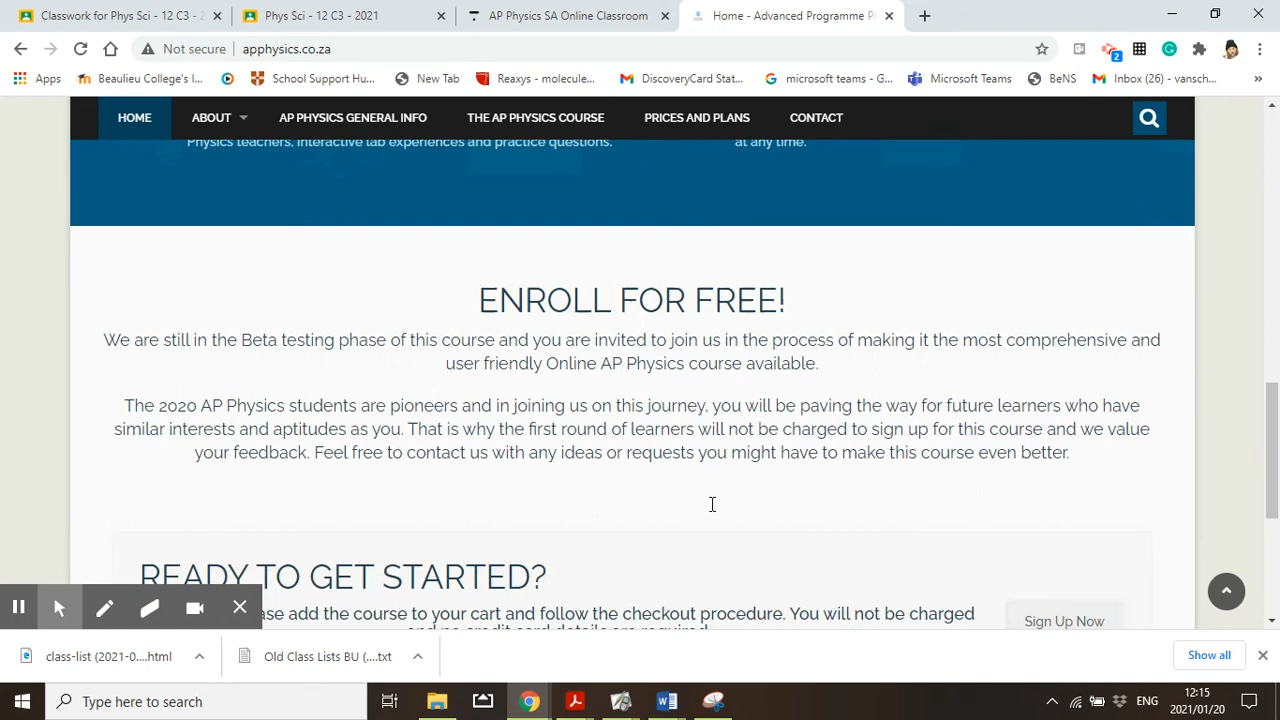 Classwork for Phys Sci - 12 C3 - 2
Phys Sci - 12 C3 - 2021
AP Physics SA Online Classroom
Home - Advanced Programme P
Not secure
apphysics.co.za
2
Apps
Beaulieu College's I...
School Support Hu...
New Tab
Reaxys - molecule...
DiscoveryCard Stat...
microsoft teams - G...
Microsoft Teams
BeNS
Inbox (26) - vansch...
»
HOME
ABOUT
AP PHYSICS GENERAL INFO
THE AP PHYSICS COURSE
PRICES AND PLANS
CONTACT
Physics teachers, interactive lab experiences and practice questions.
at any time.
ENROLL FOR FREE!
We are still in the Beta testing phase of this course and you are invited to join us in the process of making it the most comprehensive and
user friendly Online AP Physics course available.
The 2020 AP Physics students are pioneers and in joining us on this journey, you will be paving the way for future learners who have
similar interests and aptitudes as you. That is why the first round of learners will not be charged to sign up for this course and we value
your feedback. Feel free to contact us with any ideas or requests you might have to make this course even better.
READY TO GET STARTED?
ase add the course to your cart and follow the checkout procedure. You will not be charged
and no credit card details are required
Sign Up Now
class-list (2021-0....html
Old Class Lists BU (....txt
Show all
Type here to search
ENG
12:15
2021/01/20